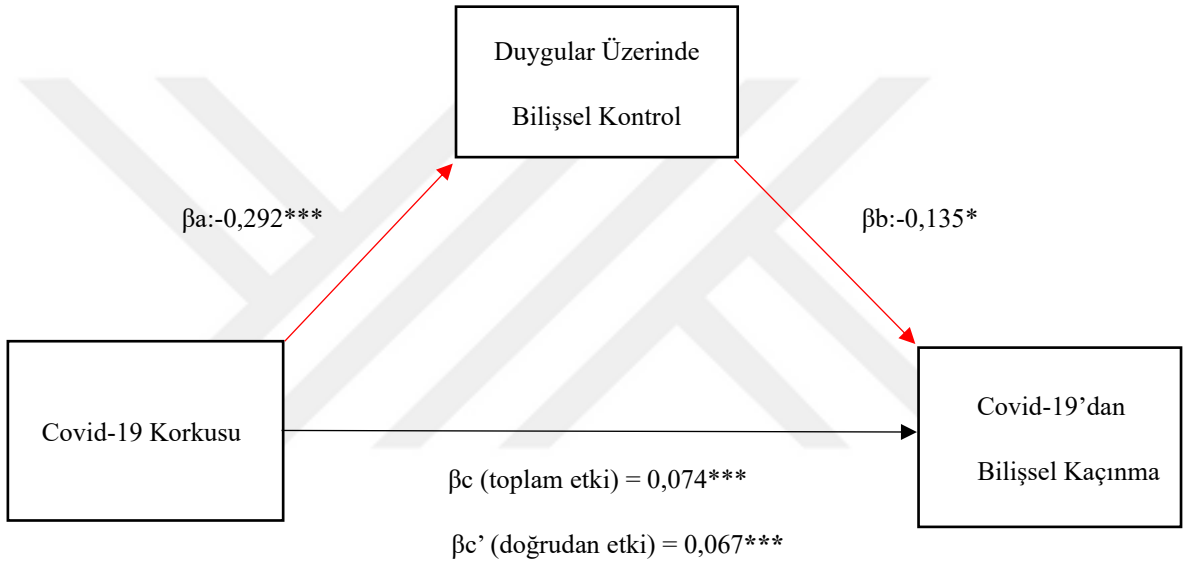 Duygular Üzerinde
Bilişsel Kontrol
βa:-0,292***
βb:-0,135*
Covid-19 Korkusu
Covid-19’dan
Bilişsel Kaçınma
βc (toplam etki) = 0,074***
βc’ (doğrudan etki) = 0,067***